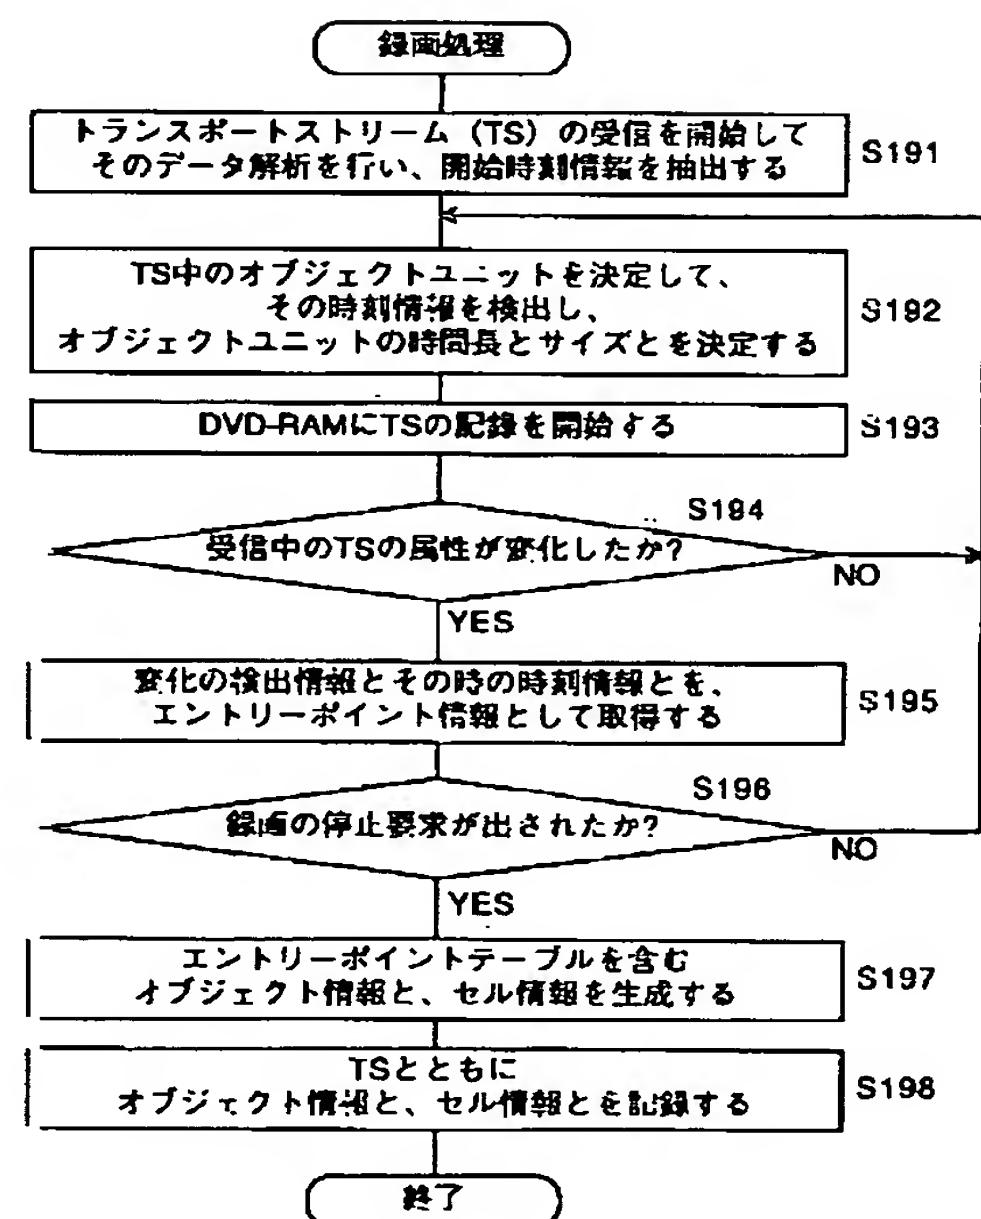 録画処理
トランスポートストリーム（TS）の受信を開始して
そのデータ解析を行い、開始時刻情報を抽出する
S191
TS中のオブジェクトユニットを決定して、
その時刻情報を検出し、
オブジェクトユニットの時間長とサイズとを決定する
S192
DVD-RAMにTSの記録を開始する
S193
S194
受信中のTSの属性が変化したか?
NO
YES
変化の検出情報とその時の時刻情報とを、
エントリーポイント情報として取得する
S195
S196
録画の停止要求が出されたか?
NO
YES
エントリーポイントテーブルを含む
オブジェクト情報と、セル情報を生成する
S197
TSとともに
オブジェクト情報と、セル情報とを記録する
S198
終了